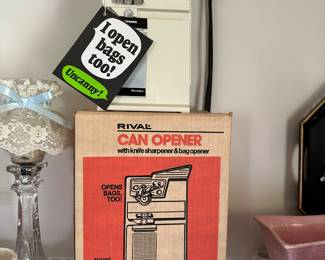 I open
bags
too!
Uncanny!
RIVAL
CAN OPENER
with knife sharpener & bag opener
OPENS
BAGS,
TOO!